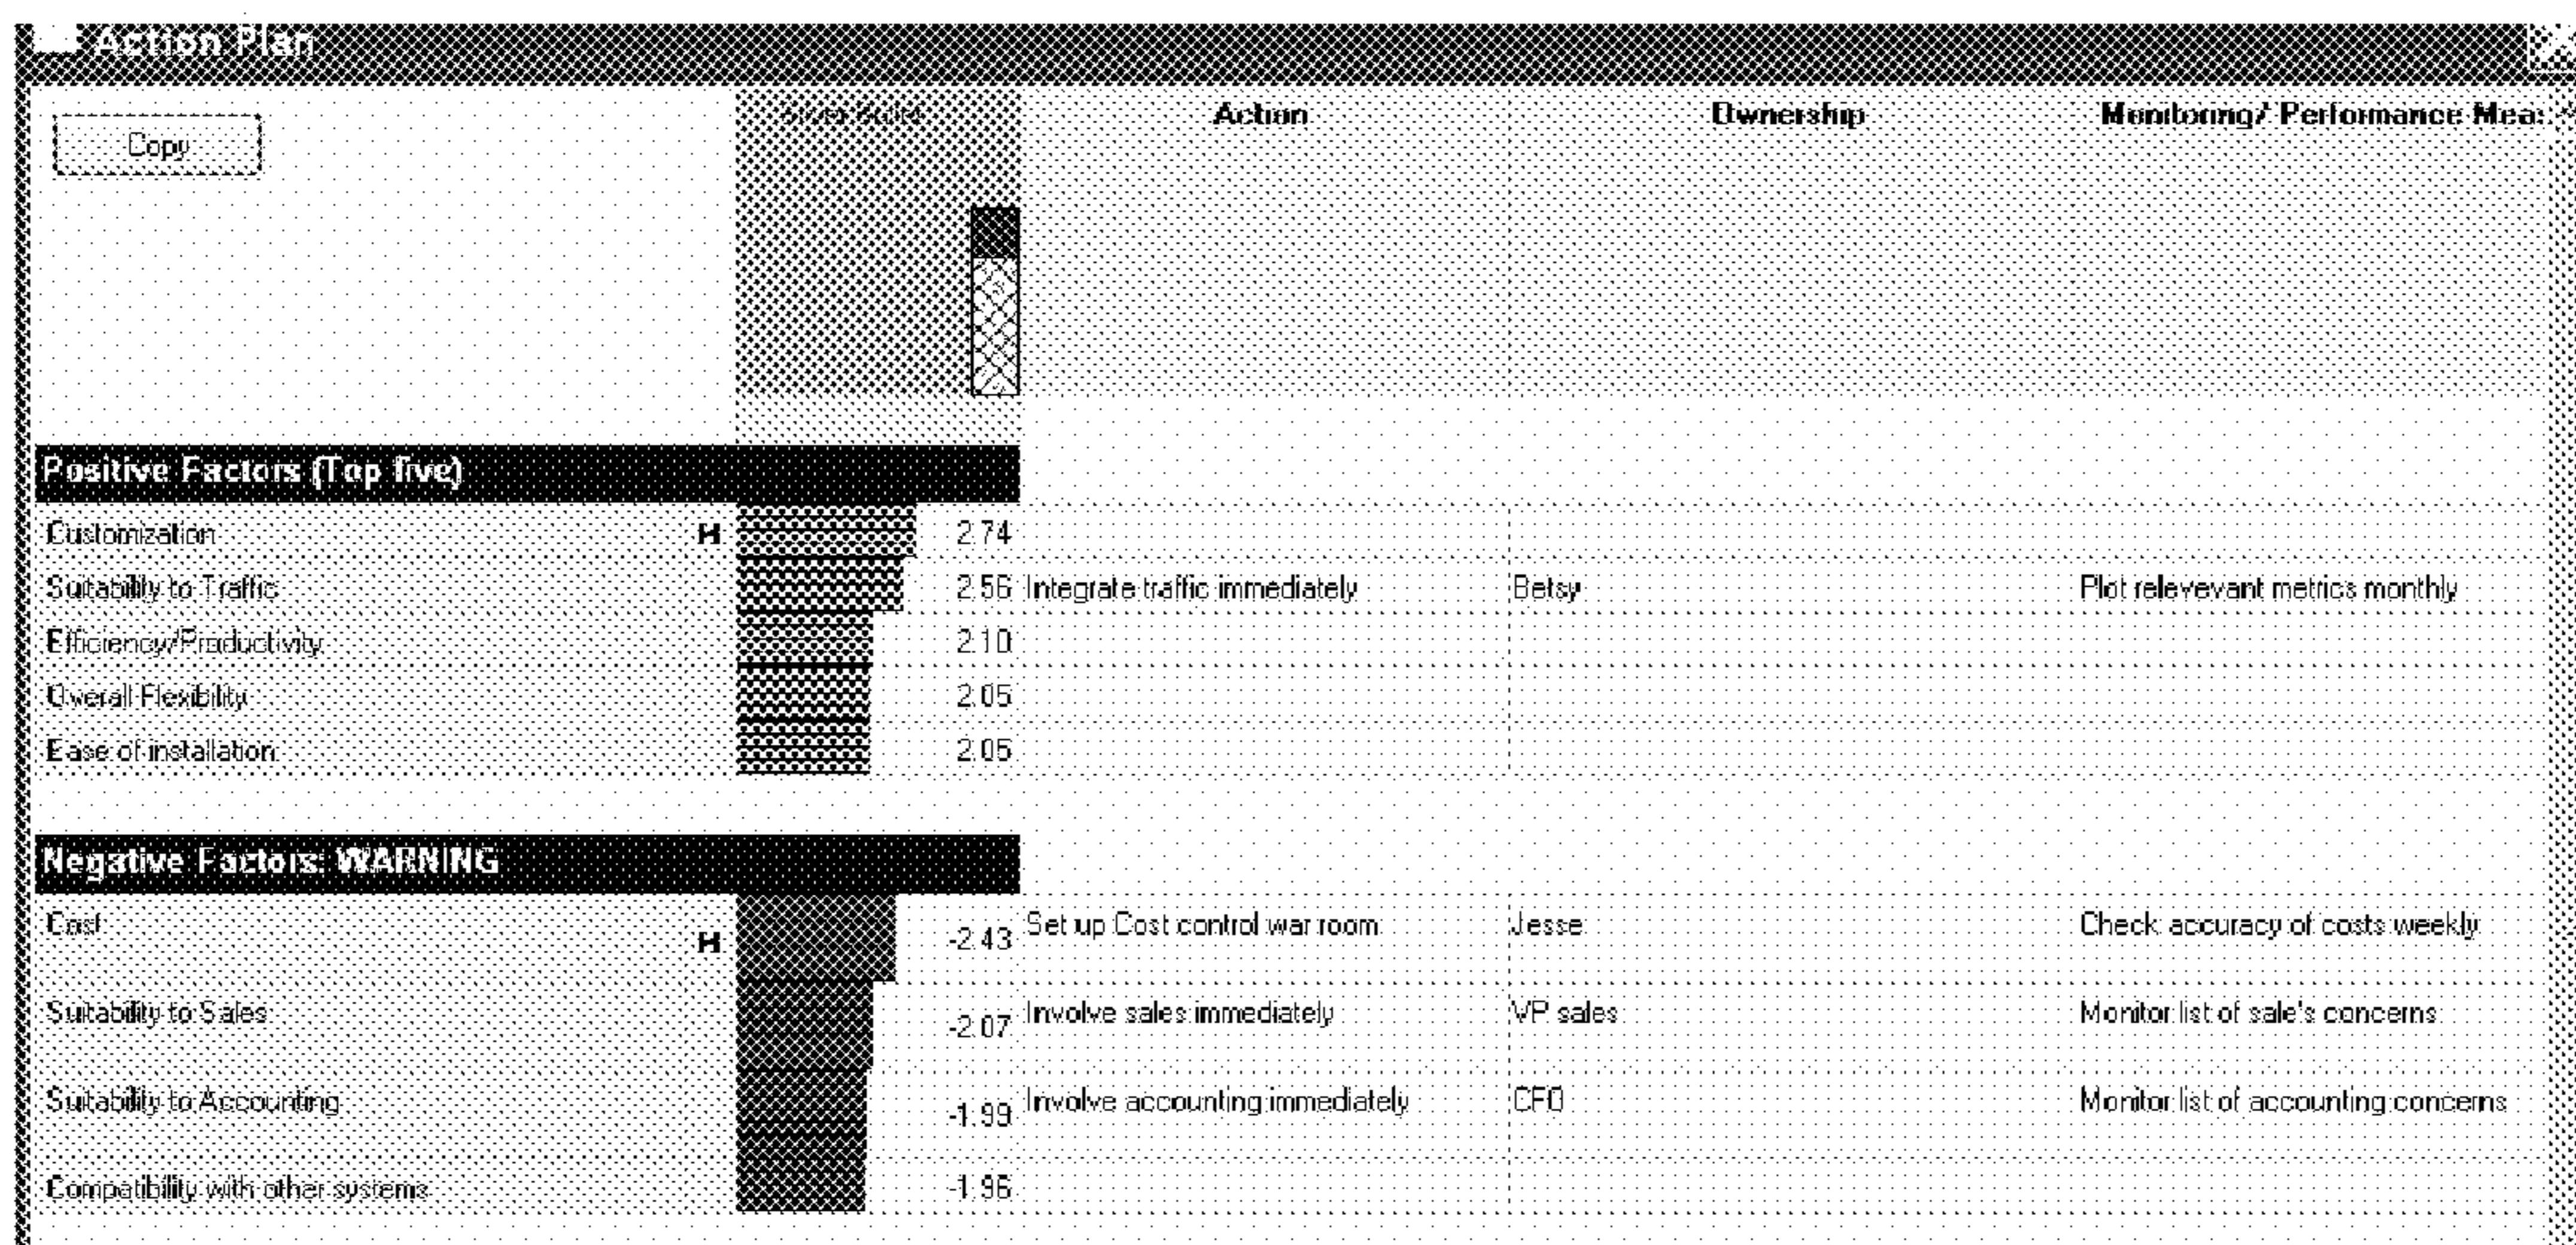 Action Plan
Copy
Action Ownership Monitoring/ Performance Meas
Positive Factors (Top five)
Customization H 2.74
Suitability to Traffic 2.56 Integrate traffic immediately Betsy Plot relevevant metrics monthly
Efficiency/Productivity 2.10
Overall Flexibility 2.05
Ease of installation 2.05
Negative Factors: WARNING
Cost H -2.43 Set up Cost control war room Jesse Check accuracy of costs weekly
Suitability to Sales -2.07 Involve sales immediately VP sales Monitor list of sale's concerns
Suitability to Accounting -1.99 Involve accounting immediately CFO Monitor list of accounting concerns
Compatibility with other systems -1.96